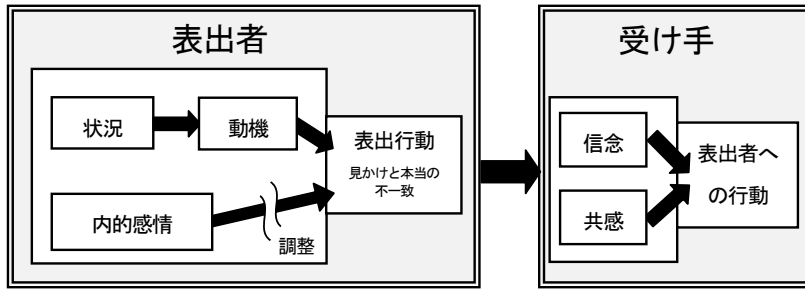 表出者
状況
動機
表出行動
見かけと本当の
不一致
内的感情
調整
受け手
信念
共感
表出者へ
の行動